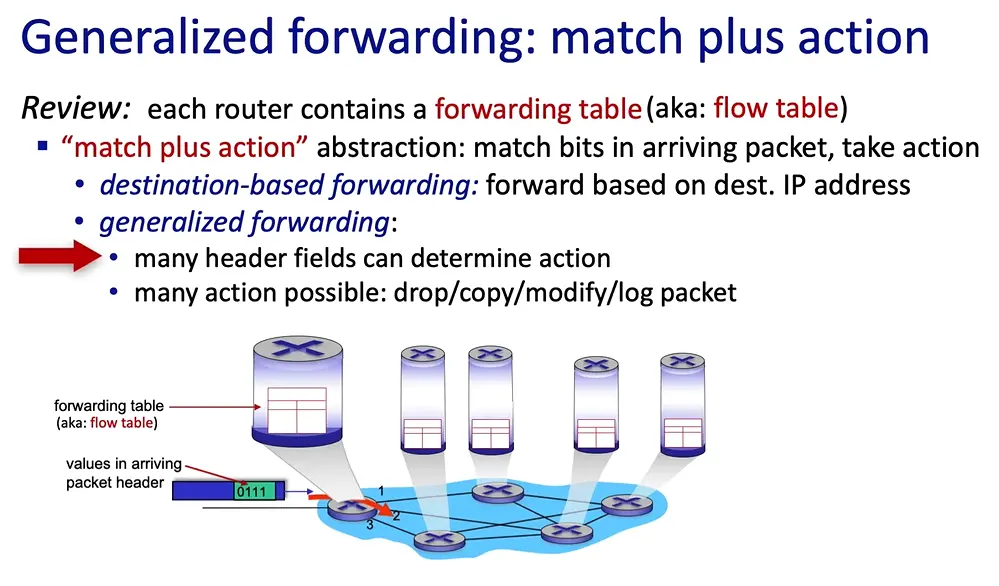 Generalized forwarding: match plus action
Review: each router contains a forwarding table (aka: flow table)
▪ “match plus action” abstraction: match bits in arriving packet, take action
• destination-based forwarding: forward based on dest. IP address
• generalized forwarding:
• many header fields can determine action
• many action possible: drop/copy/modify/log packet
forwarding table
(aka: flow table)
values in arriving
packet header
0111
1
2
3